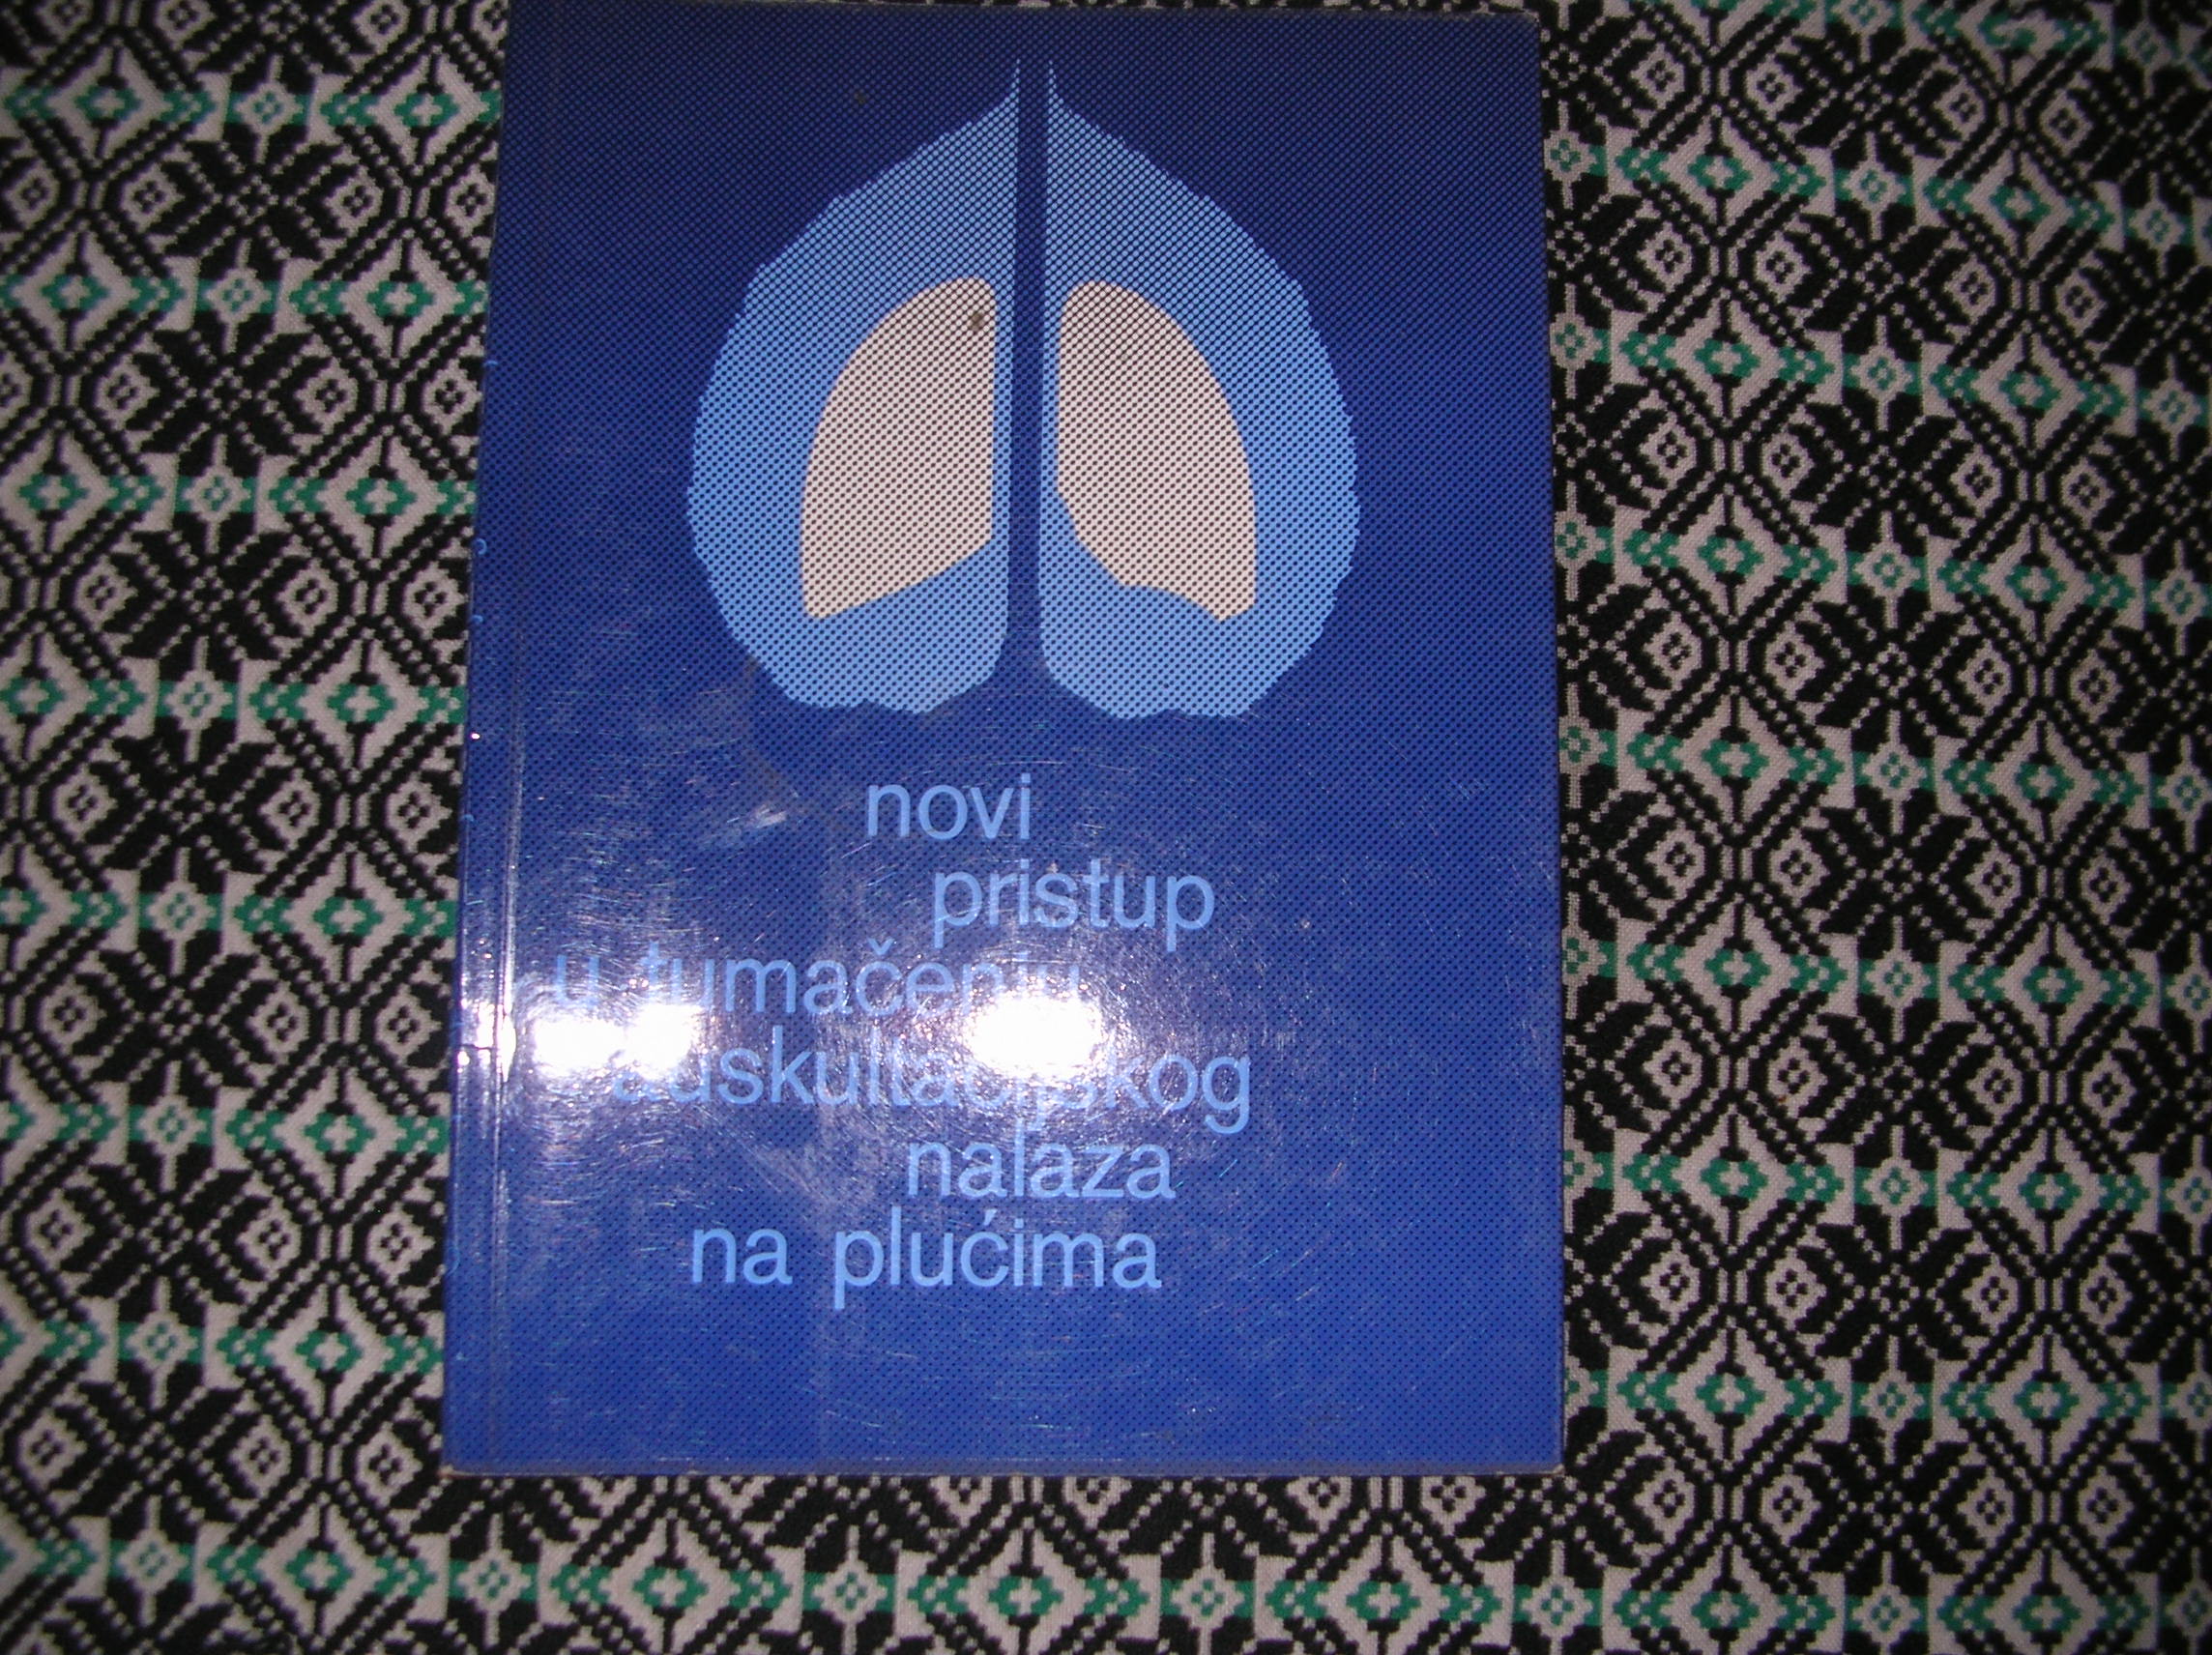 novi
pristup
u tumačenju
auskultacijskog
nalaza
na plućima